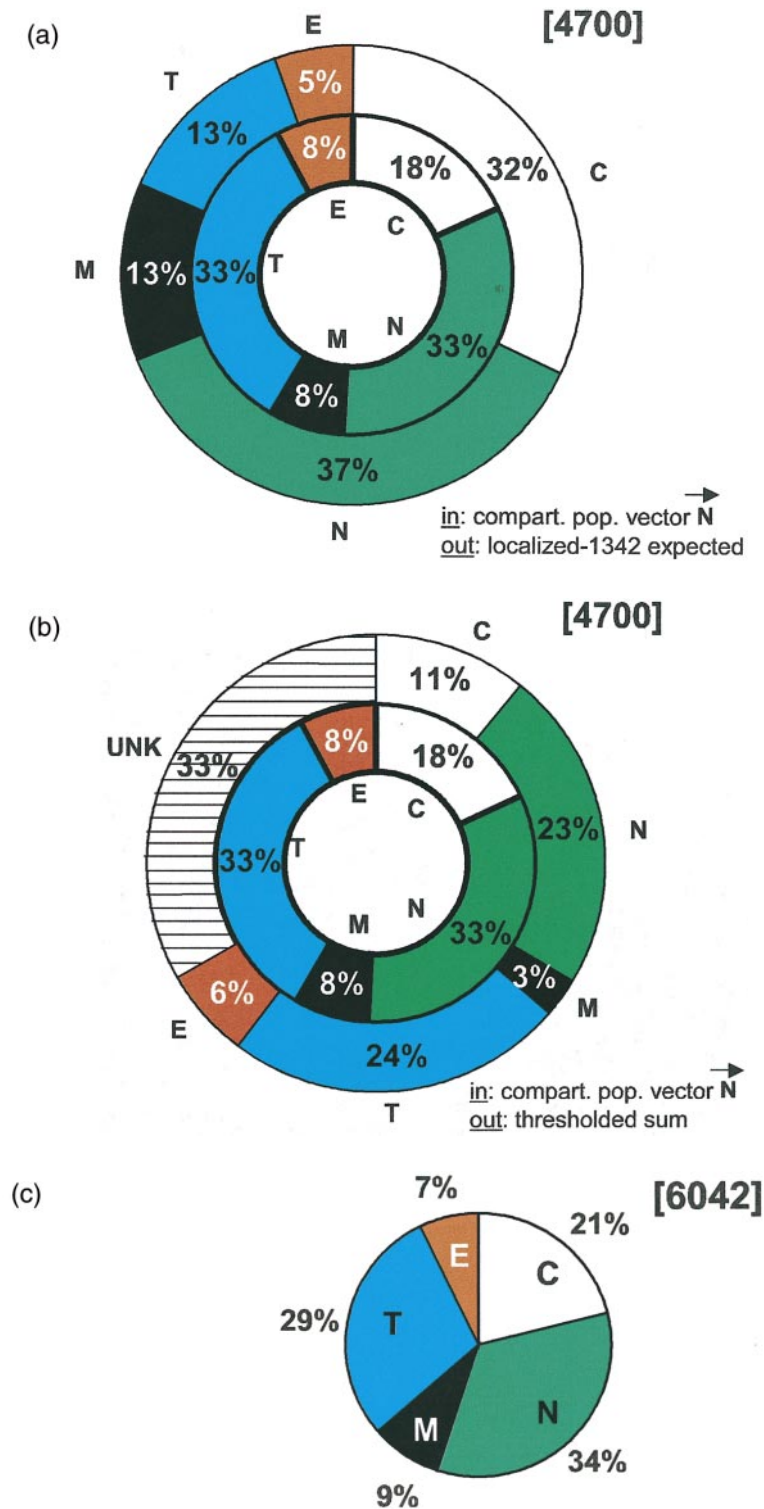 (a)
[4700]
E
T
5%
13%
8%
18%
32%
C
E
C
M
13%
33%
T
N
M
33%
8%
37%
N
in: compart. pop. vector N
out: localized-1342 expected
(b)
[4700]
C
11%
UNK
33%
8%
18%
E
C
23%
N
33%
T
N
M
33%
8%
3%
M
6%
E
24%
T
in: compart. pop. vector N
out: thresholded sum
(c)
[6042]
7%
21%
E
C
29%
T
M
N
34%
9%